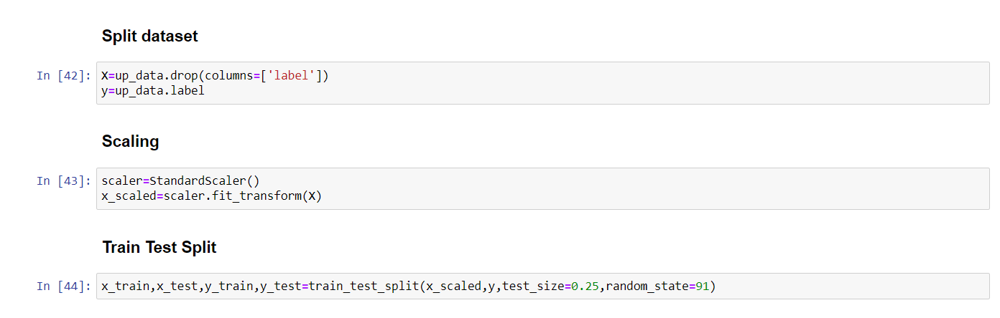 Split dataset
In [42]: X=up_data.drop(columns=['label'])
y=up_data.label
Scaling
In [43]: scaler=StandardScaler()
x_scaled=scaler.fit_transform(X)
Train Test Split
In [44]: x_train,x_test,y_train,y_test=train_test_split(x_scaled,y,test_size=0.25,random_state=91)